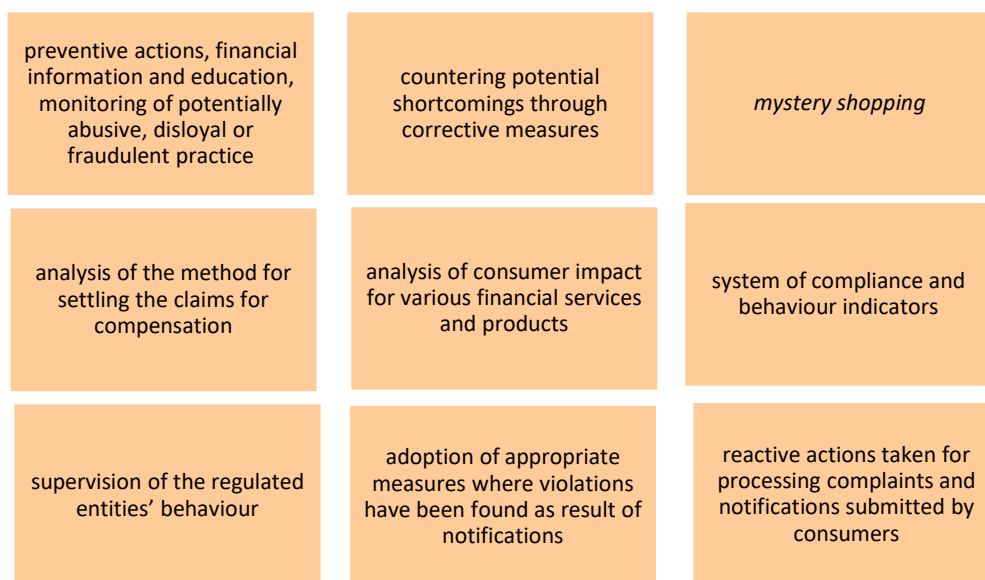 preventive actions, financial
information and education,
monitoring of potentially
abusive, disloyal or
fraudulent practice
countering potential
shortcomings through
corrective measures
mystery shopping
analysis of the method for
settling the claims for
compensation
analysis of consumer impact
for various financial services
and products
system of compliance and
behaviour indicators
supervision of the regulated
entities’ behaviour
adoption of appropriate
measures where violations
have been found as result of
notifications
reactive actions taken for
processing complaints and
notifications submitted by
consumers